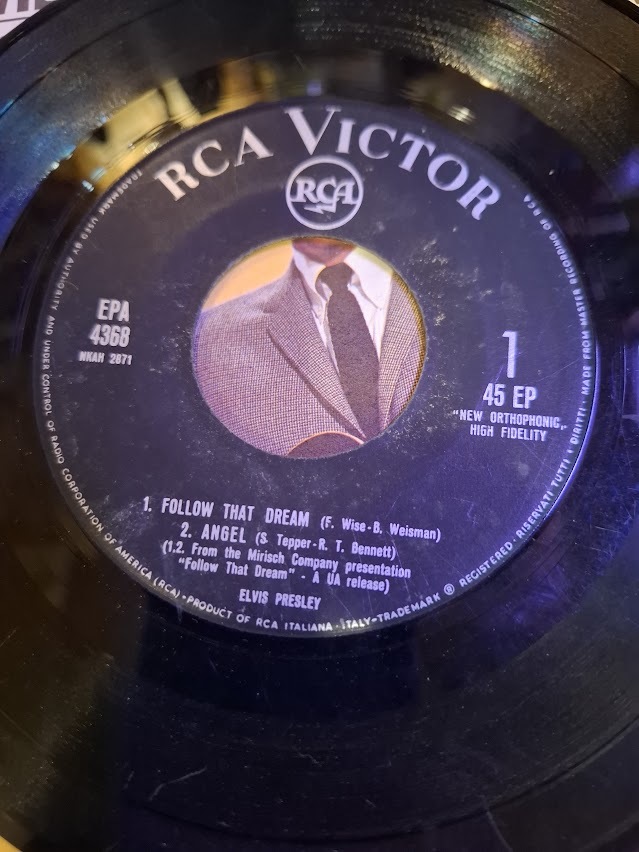 RCA VICTOR
RCA
EPA
4368
NKAH 2871
1
45 EP
"NEW ORTHOPHONIC"
HIGH FIDELITY
1. FOLLOW THAT DREAM (F. Wise-B. Weisman)
2. ANGEL (S. Tepper-R. T. Bennett)
(1.2. From the Mirisch Company presentation
"Follow That Dream" - A UA release)
ELVIS PRESLEY
TRADEMARK USED BY AUTHORITY AND UNDER CONTROL OF RADIO CORPORATION OF AMERICA (RCA)-PRODUCT OF RCA ITALIANA-ITALY-TRADEMARK ® REGISTERED· RISERVATI TUTTI I DIRITTI· MADE FROM MASTER RECORDING OF RCA